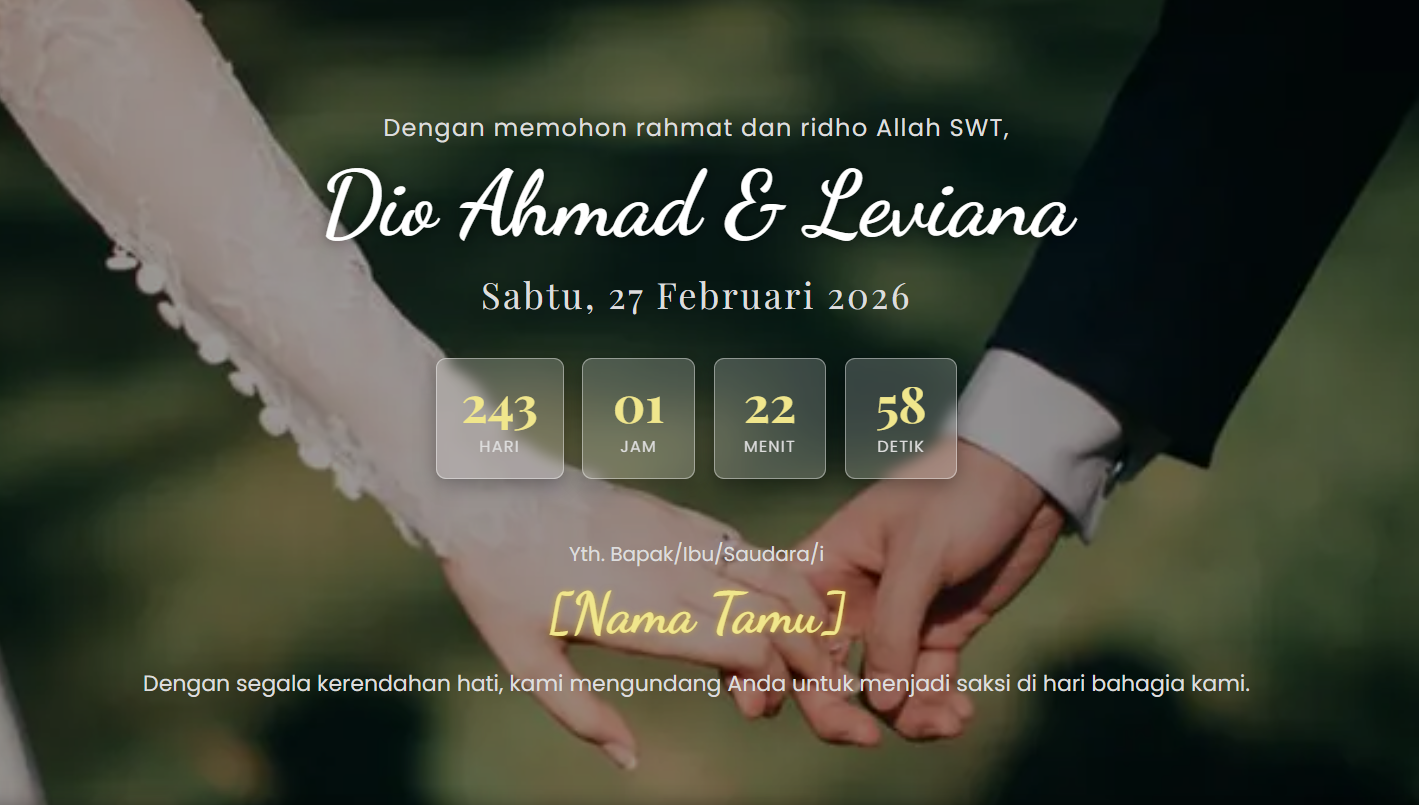 Dengan memohon rahmat dan ridho Allah SWT,
Dio Ahmad & Leviana
Sabtu, 27 Februari 2026
243 01 22 58
HARI JAM MENIT DETIK
Yth. Bapak/Ibu/Saudara/i
[Nama Tamu]
Dengan segala kerendahan hati, kami mengundang Anda untuk menjadi saksi di hari bahagia kami.